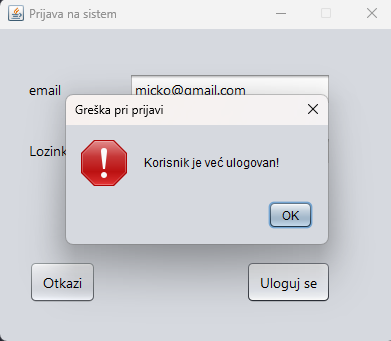 Prijava na sistem
email
micko@gmail.com
Greška pri prijavi
Korisnik je već ulogovan!
OK
Otkazi
Uloguj se